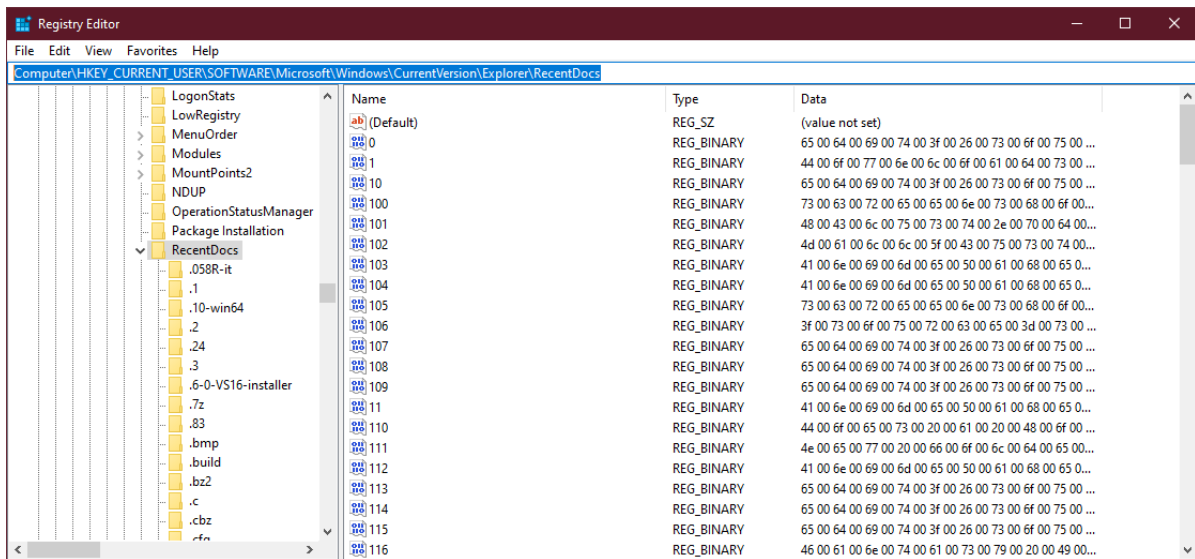 Registry Editor
File Edit View Favorites Help
Computer\HKEY_CURRENT_USER\SOFTWARE\Microsoft\Windows\CurrentVersion\Explorer\RecentDocs
LogonStats
LowRegistry
MenuOrder
Modules
MountPoints2
NDUP
OperationStatusManager
Package Installation
RecentDocs
.058R-it
.1
.10-win64
.2
.24
.3
.6-0-VS16-installer
.7z
.83
.bmp
.build
.bz2
.c
.cbz
.cfg
Name Type Data
(Default) REG_SZ (value not set)
0 REG_BINARY 65 00 64 00 69 00 74 00 3f 00 26 00 73 00 6f 00 75 00 ...
1 REG_BINARY 44 00 6f 00 77 00 6e 00 6c 00 6f 00 61 00 64 00 73 00 ...
10 REG_BINARY 65 00 64 00 69 00 74 00 3f 00 26 00 73 00 6f 00 75 00 ...
100 REG_BINARY 73 00 63 00 72 00 65 00 65 00 6e 00 73 00 68 00 6f 00...
101 REG_BINARY 48 00 43 00 6c 00 75 00 73 00 74 00 2e 00 70 00 64 00...
102 REG_BINARY 4d 00 61 00 6c 00 6c 00 5f 00 43 00 75 00 73 00 74 00...
103 REG_BINARY 41 00 6e 00 69 00 6d 00 65 00 50 00 61 00 68 00 65 0...
104 REG_BINARY 41 00 6e 00 69 00 6d 00 65 00 50 00 61 00 68 00 65 0...
105 REG_BINARY 73 00 63 00 72 00 65 00 65 00 6e 00 73 00 68 00 6f 00...
106 REG_BINARY 3f 00 73 00 6f 00 75 00 72 00 63 00 65 00 3d 00 73 00 ...
107 REG_BINARY 65 00 64 00 69 00 74 00 3f 00 26 00 73 00 6f 00 75 00 ...
108 REG_BINARY 65 00 64 00 69 00 74 00 3f 00 26 00 73 00 6f 00 75 00 ...
109 REG_BINARY 65 00 64 00 69 00 74 00 3f 00 26 00 73 00 6f 00 75 00 ...
11 REG_BINARY 41 00 6e 00 69 00 6d 00 65 00 50 00 61 00 68 00 65 0...
110 REG_BINARY 44 00 6f 00 65 00 73 00 20 00 61 00 20 00 48 00 6f 00 ...
111 REG_BINARY 4e 00 65 00 77 00 20 00 66 00 6f 00 6c 00 64 00 65 00...
112 REG_BINARY 41 00 6e 00 69 00 6d 00 65 00 50 00 61 00 68 00 65 0...
113 REG_BINARY 65 00 64 00 69 00 74 00 3f 00 26 00 73 00 6f 00 75 00 ...
114 REG_BINARY 65 00 64 00 69 00 74 00 3f 00 26 00 73 00 6f 00 75 00 ...
115 REG_BINARY 65 00 64 00 69 00 74 00 3f 00 26 00 73 00 6f 00 75 00 ...
116 REG_BINARY 46 00 61 00 6e 00 74 00 61 00 73 00 79 00 20 00 49 00...